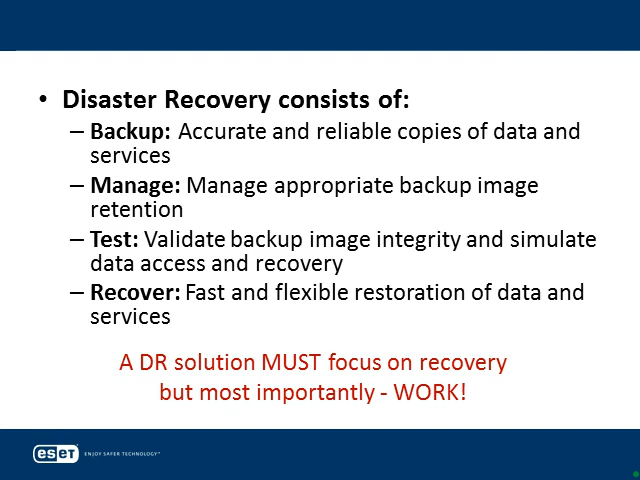 • Disaster Recovery consists of:
– Backup: Accurate and reliable copies of data and
services
– Manage: Manage appropriate backup image
retention
– Test: Validate backup image integrity and simulate
data access and recovery
– Recover: Fast and flexible restoration of data and
services
A DR solution MUST focus on recovery
but most importantly - WORK!
eset ENJOY SAFER TECHNOLOGY™